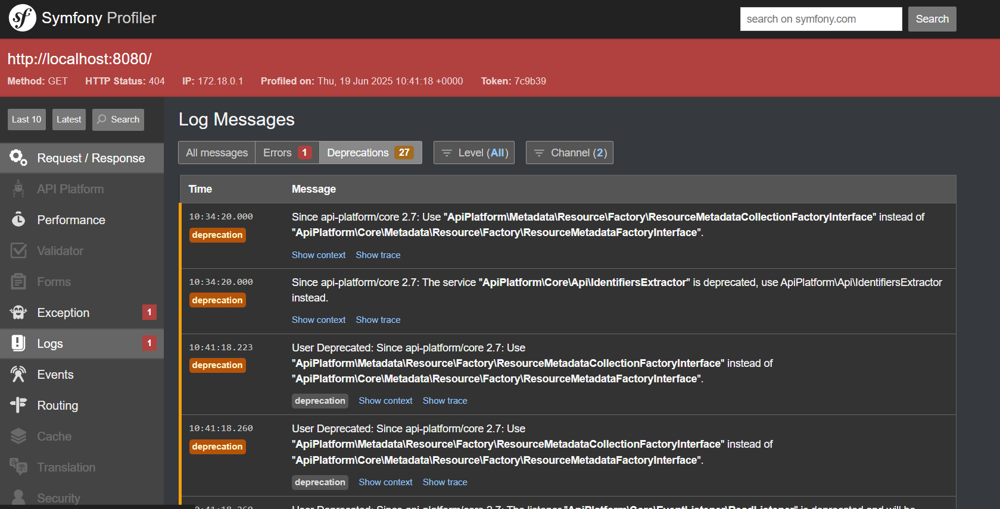 Symfony Profiler
search on symfony.com
Search
http://localhost:8080/
Method: GET HTTP Status: 404 IP: 172.18.0.1 Profiled on: Thu, 19 Jun 2025 10:41:18 +0000 Token: 7c9b39
Last 10
Latest
Search
Request / Response
API Platform
Performance
Validator
Forms
Exception 1
Logs 1
Events
Routing
Cache
Translation
Security
Log Messages
All messages Errors 1 Deprecations 27 Level (All) Channel (2)
Time Message
10:34:20.000
deprecation
Since api-platform/core 2.7: Use "ApiPlatform\Metadata\Resource\Factory\ResourceMetadataCollectionFactoryInterface" instead of
"ApiPlatform\Core\Metadata\Resource\Factory\ResourceMetadataFactoryInterface".
Show context Show trace
10:34:20.000
deprecation
Since api-platform/core 2.7: The service "ApiPlatform\Core\Api\IdentifiersExtractor" is deprecated, use ApiPlatform\Api\IdentifiersExtractor
instead.
Show context Show trace
10:41:18.223
deprecation
User Deprecated: Since api-platform/core 2.7: Use
"ApiPlatform\Metadata\Resource\Factory\ResourceMetadataCollectionFactoryInterface" instead of
"ApiPlatform\Core\Metadata\Resource\Factory\ResourceMetadataFactoryInterface".
deprecation Show context Show trace
10:41:18.260
deprecation
User Deprecated: Since api-platform/core 2.7: Use
"ApiPlatform\Metadata\Resource\Factory\ResourceMetadataCollectionFactoryInterface" instead of
"ApiPlatform\Core\Metadata\Resource\Factory\ResourceMetadataFactoryInterface".
deprecation Show context Show trace
User Deprecated: Since api-platform/core 2.7: The listener "ApiPlatform\Core\EventListener\ReadListener" is deprecated and will be